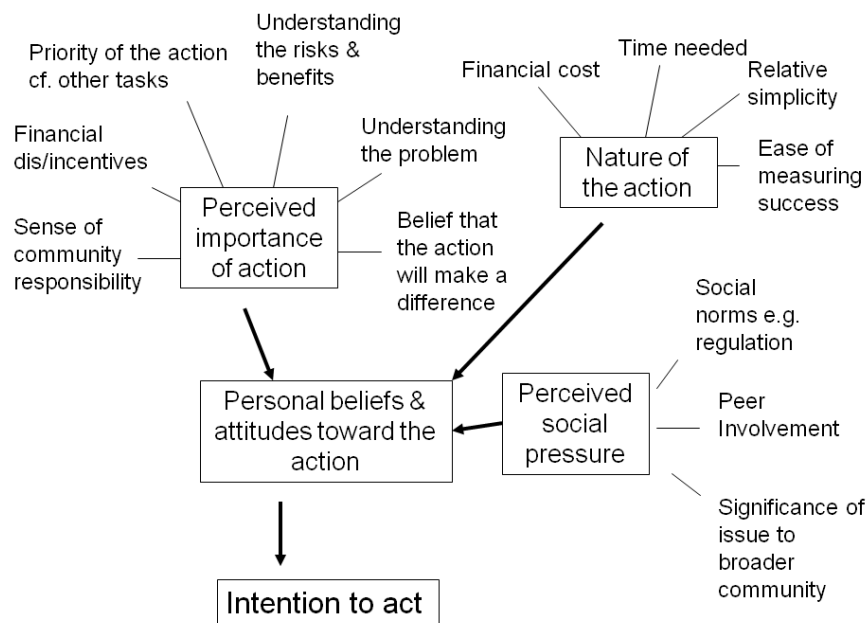 Understanding
the risks &
benefits
Priority of the action
cf. other tasks
Financial
dis/incentives
Sense of
community
responsibility
Understanding
the problem
Belief that
the action
will make a
difference
Perceived
importance
of action
Financial cost
Time needed
Relative
simplicity
Ease of
measuring
success
Nature of
the action
Social
norms e.g.
regulation
Peer
Involvement
Significance of
issue to
broader
community
Perceived
social
pressure
Personal beliefs &
attitudes toward the
action
Intention to act